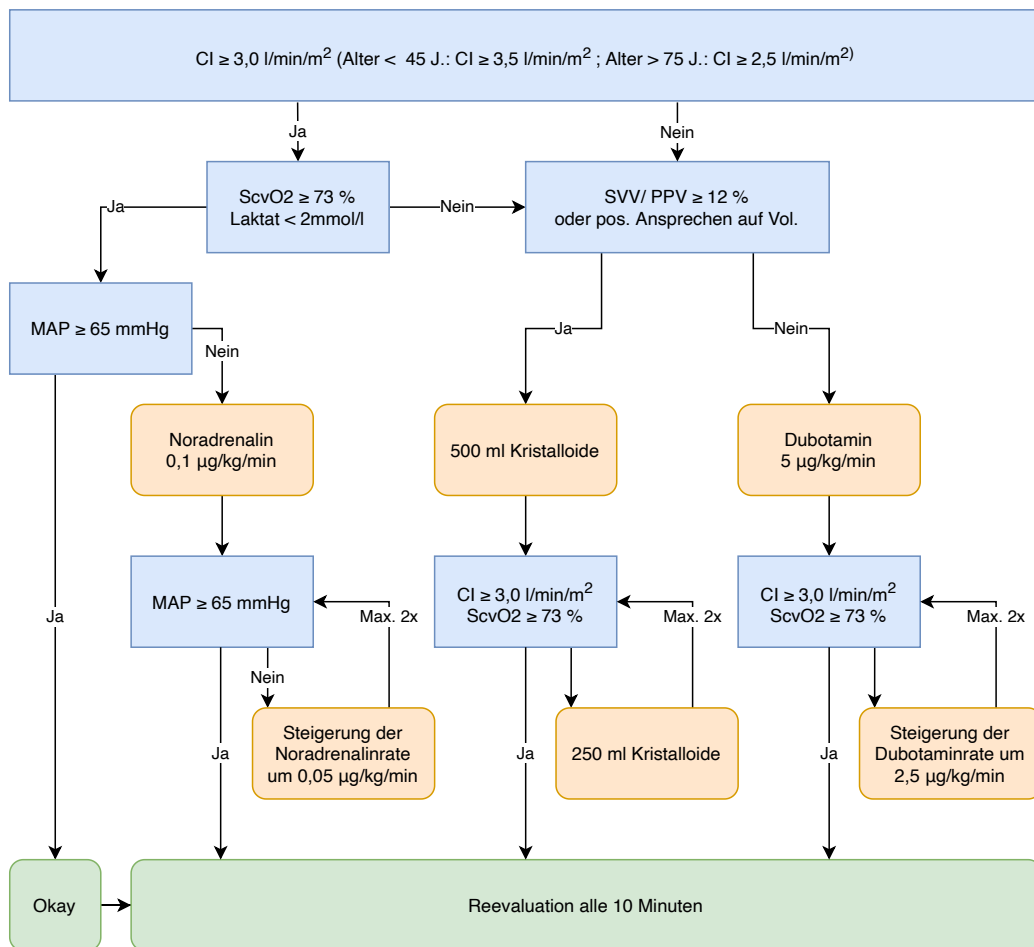 CI ≥ 3,0 l/min/m² (Alter < 45 J.: CI ≥ 3,5 l/min/m² ; Alter > 75 J.: CI ≥ 2,5 l/min/m²)
Ja
Nein
ScvO2 ≥ 73 %
Laktat < 2mmol/l
SVV/ PPV ≥ 12 %
oder pos. Ansprechen auf Vol.
Ja
Nein
MAP ≥ 65 mmHg
Nein
Ja
Nein
Noradrenalin
0,1 µg/kg/min
500 ml Kristalloide
Dubotamin
5 µg/kg/min
MAP ≥ 65 mmHg
CI ≥ 3,0 l/min/m²
ScvO2 ≥ 73 %
CI ≥ 3,0 l/min/m²
ScvO2 ≥ 73 %
Ja
Max. 2x
Max. 2x
Max. 2x
Nein
Steigerung der
Noradrenalinrate
um 0,05 µg/kg/min
Ja
250 ml Kristalloide
Ja
Steigerung der
Dubotaminrate um
2,5 µg/kg/min
Ja
Okay
Reevaluation alle 10 Minuten